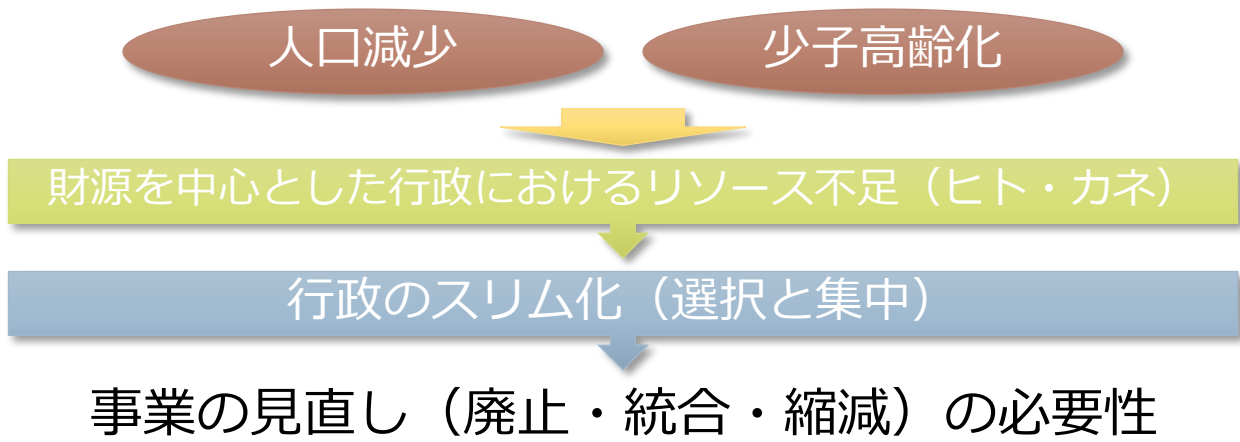 人口減少
少子高齢化
財源を中心とした行政におけるリソース不足（ヒト・カネ）
行政のスリム化（選択と集中）
事業の見直し（廃止・統合・縮減）の必要性